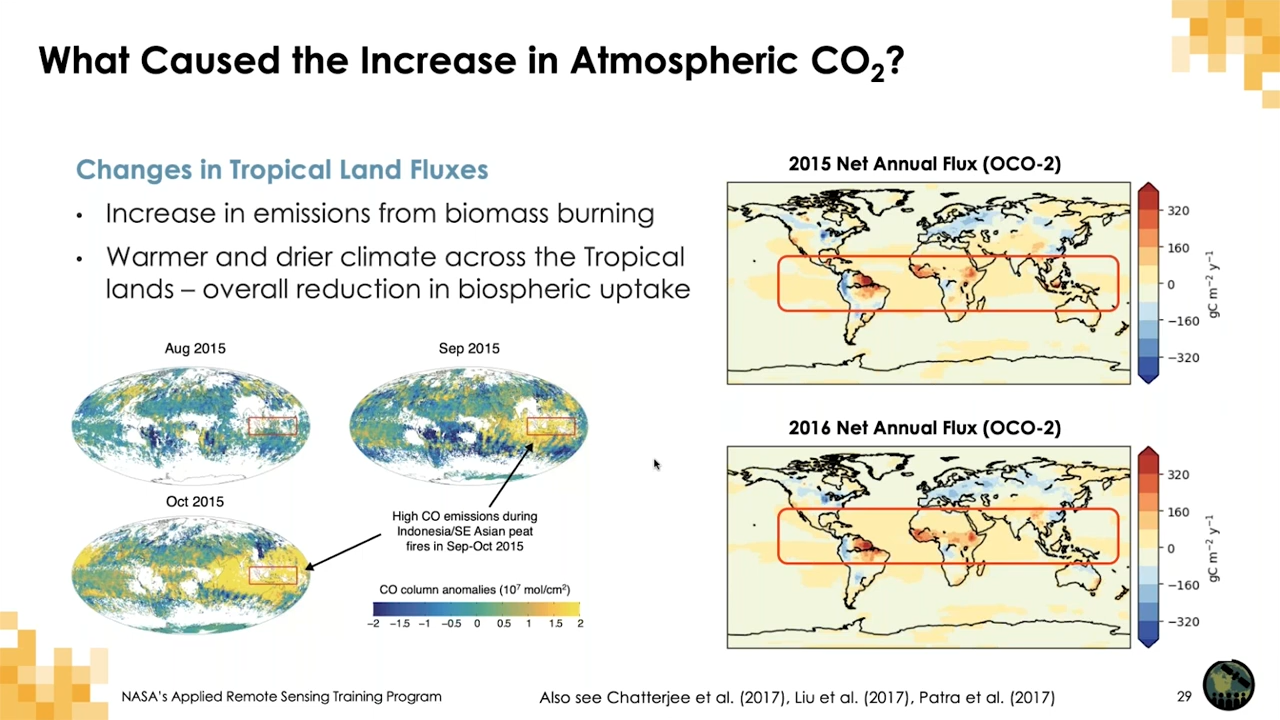 What Caused the Increase in Atmospheric CO₂?
Changes in Tropical Land Fluxes
• Increase in emissions from biomass burning
• Warmer and drier climate across the Tropical
lands – overall reduction in biospheric uptake
Aug 2015
Sep 2015
Oct 2015
High CO emissions during
Indonesia/SE Asian peat
fires in Sep-Oct 2015
CO column anomalies (10⁷ mol/cm²)
−2 −1.5 −1 −0.5 0 0.5 1 1.5 2
2015 Net Annual Flux (OCO-2)
320
160
0
−160
−320
gC m⁻² y⁻¹
2016 Net Annual Flux (OCO-2)
320
160
0
−160
−320
gC m⁻² y⁻¹
NASA's Applied Remote Sensing Training Program
Also see Chatterjee et al. (2017), Liu et al. (2017), Patra et al. (2017)
29